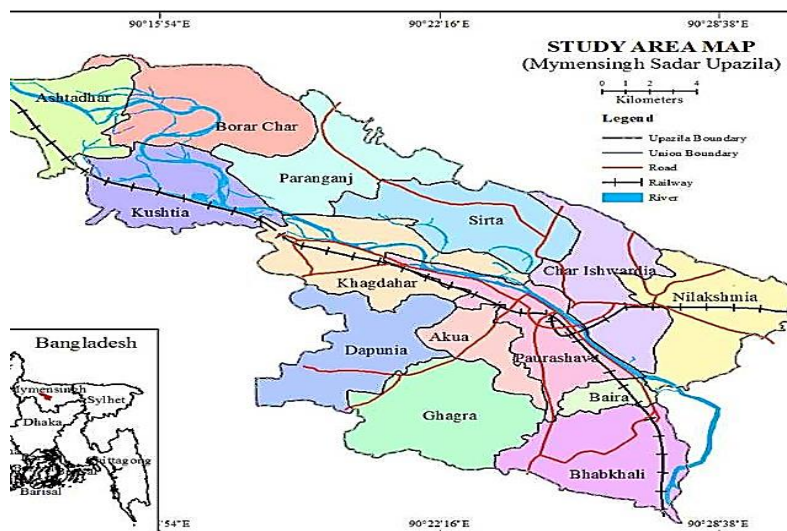 90°15'54"E 90°22'16"E 90°28'38"E
STUDY AREA MAP
(Mymensingh Sadar Upazila)
0 1 2 4
Kilometers
Legend
Upazila Boundary
Union Boundary
Road
Railway
River
Ashtadhar
Borar Char
Paranganj
Kushtia
Sirta
Char Ishwardia
Khagdahar
Nilakshmia
Dapunia
Akua
Paurashava
Baira
Ghagra
Bhabkhali
Bangladesh
Mymensingh
Sylhet
Dhaka
Chittagong
Barisal
54"E 90°22'16"E 90°28'38"E